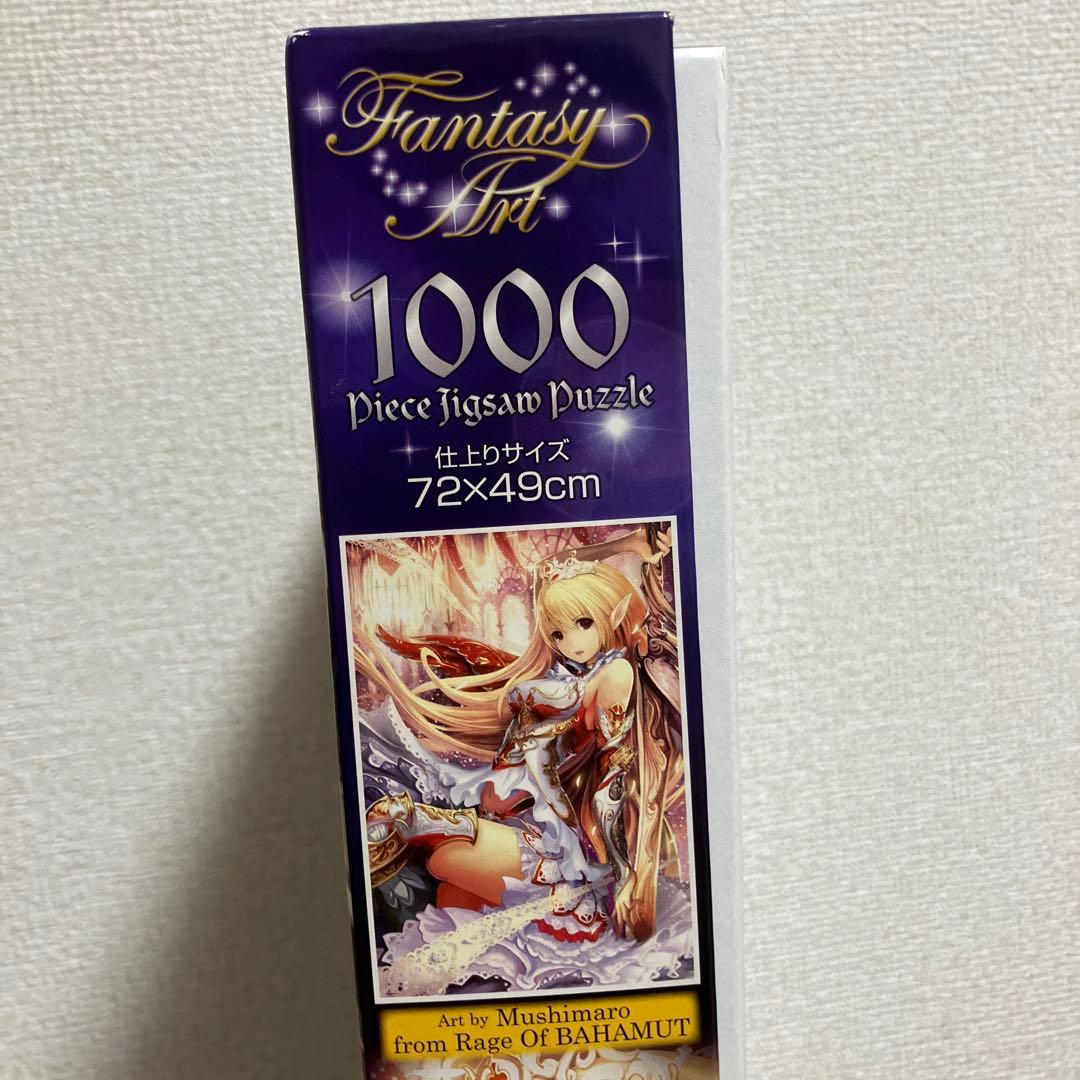 Fantasy
Art
1000
Piece Jigsaw Puzzle
仕上りサイズ
72×49cm
Art by Mushimaro
from Rage Of BAHAMUT